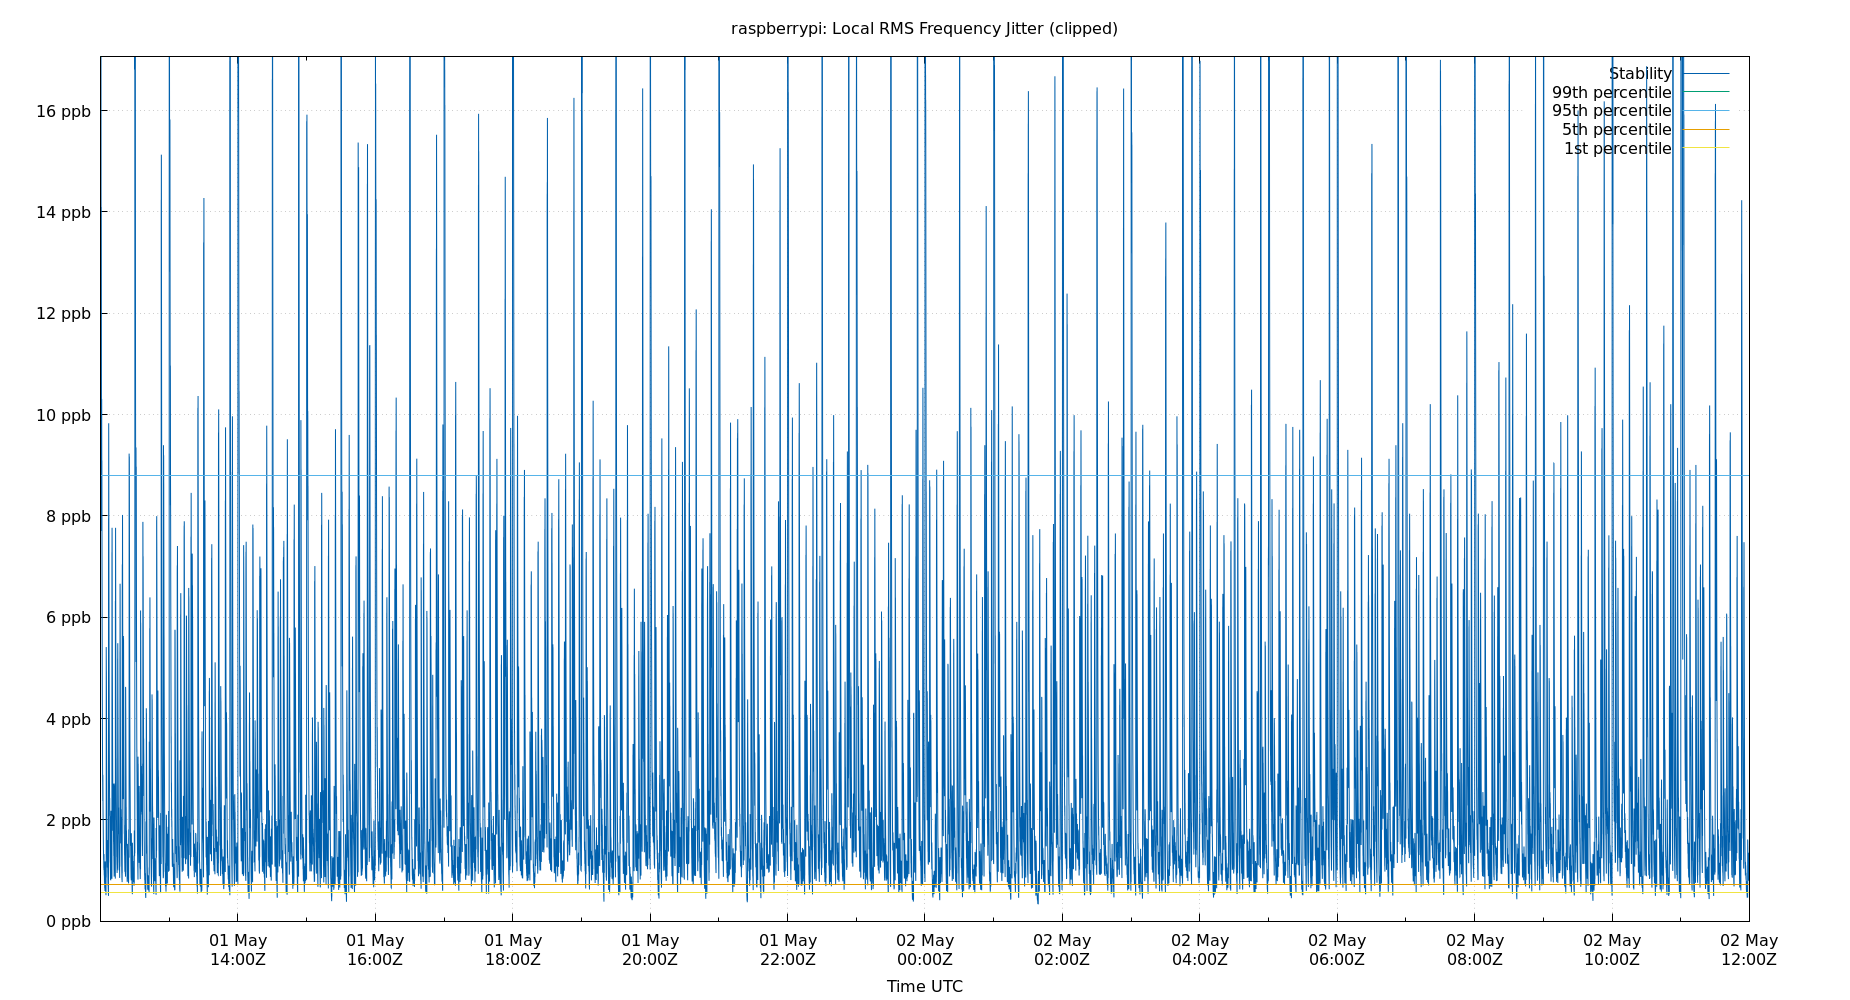 raspberrypi: Local RMS Frequency Jitter (clipped)
Stability
99th percentile
95th percentile
5th percentile
1st percentile
16 ppb
14 ppb
12 ppb
10 ppb
8 ppb
6 ppb
4 ppb
2 ppb
0 ppb
01 May 01 May 01 May 01 May 01 May 02 May 02 May 02 May 02 May 02 May 02 May 02 May
14:00Z 16:00Z 18:00Z 20:00Z 22:00Z 00:00Z 02:00Z 04:00Z 06:00Z 08:00Z 10:00Z 12:00Z
Time UTC